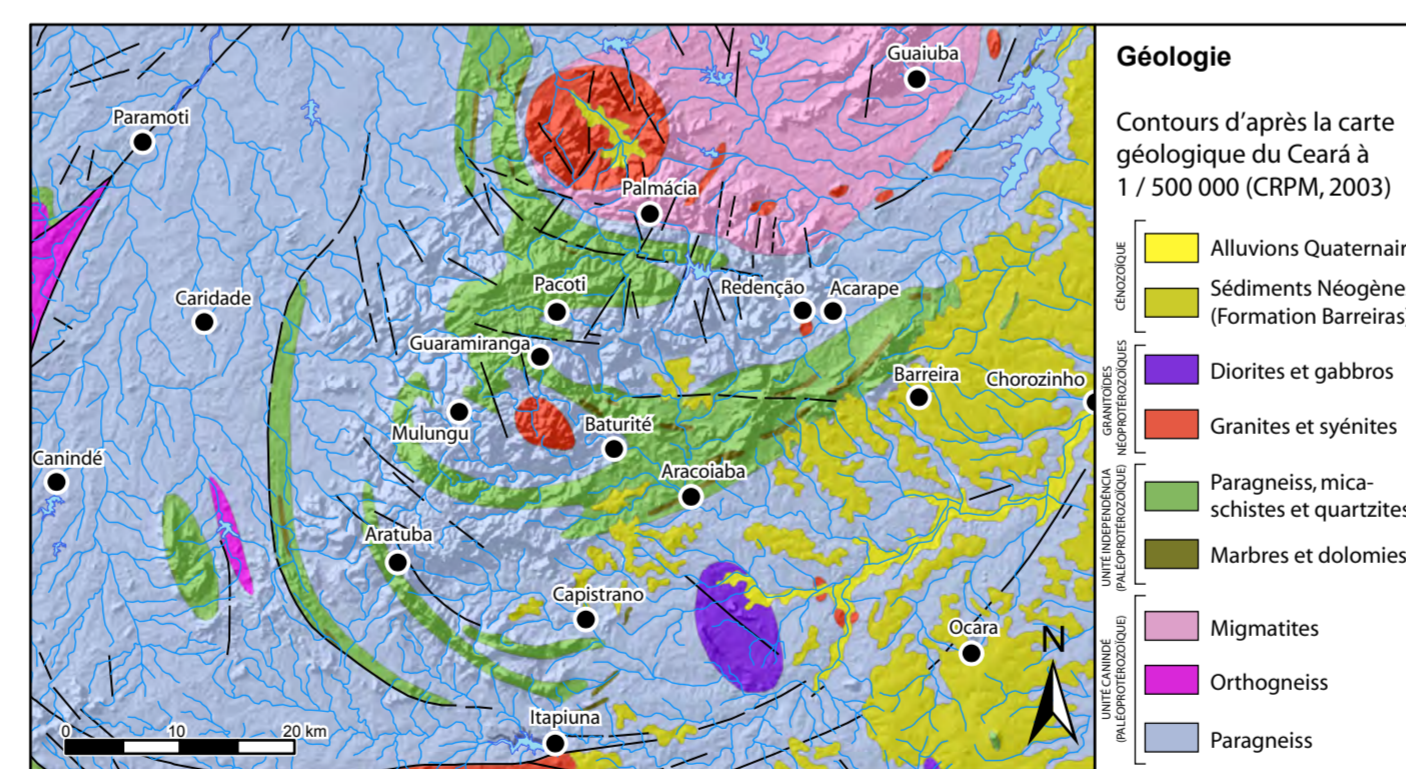 Géologie
Contours d'après la carte
géologique du Ceará à
1 / 500 000 (CRPM, 2003)
CÉNOZOÏQUE
Alluvions Quaternair
Sédiments Néogène
(Formation Barreiras)
GRANITOÏDES
NÉOPROTÉROZOÏQUES
Diorites et gabbros
Granites et syénites
UNITÉ INDEPENDÊNCIA
(PALÉOPROTÉROZOÏQUE)
Paragneiss, mica-
schistes et quartzites
Marbres et dolomies
UNITÉ CANINDÉ
(PALÉOPROTÉROZOÏQUE)
Migmatites
Orthogneiss
Paragneiss
Guaiuba
Paramoti
Palmácia
Pacoti
Redenção
Acarape
Caridade
Guaramiranga
Barreira
Chorozinho
Mulungu
Baturité
Canindé
Aracoiaba
Aratuba
Capistrano
Ocara
N
Itapiuna
0 10 20 km